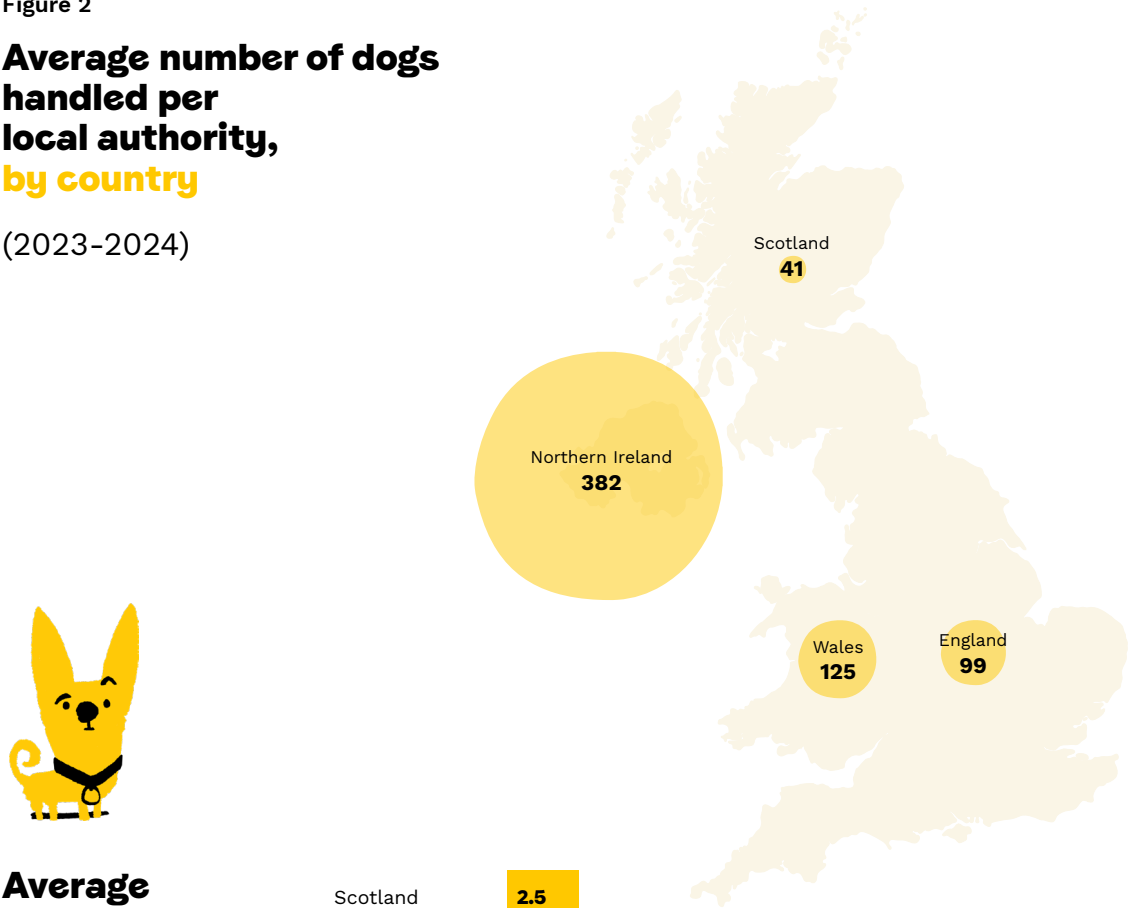 Figure 2
Average number of dogs
handled per
local authority,
by country
(2023-2024)
Scotland
41
Northern Ireland
382
Wales
125
England
99
Average
Scotland
2.5